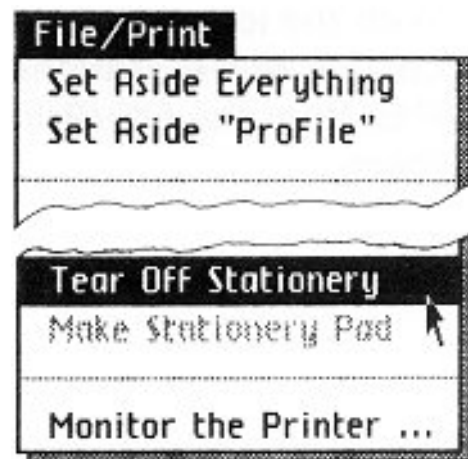 File/Print
Set Aside Everything
Set Aside "ProFile"
Tear Off Stationery
Make Stationery Pad
Monitor the Printer ...